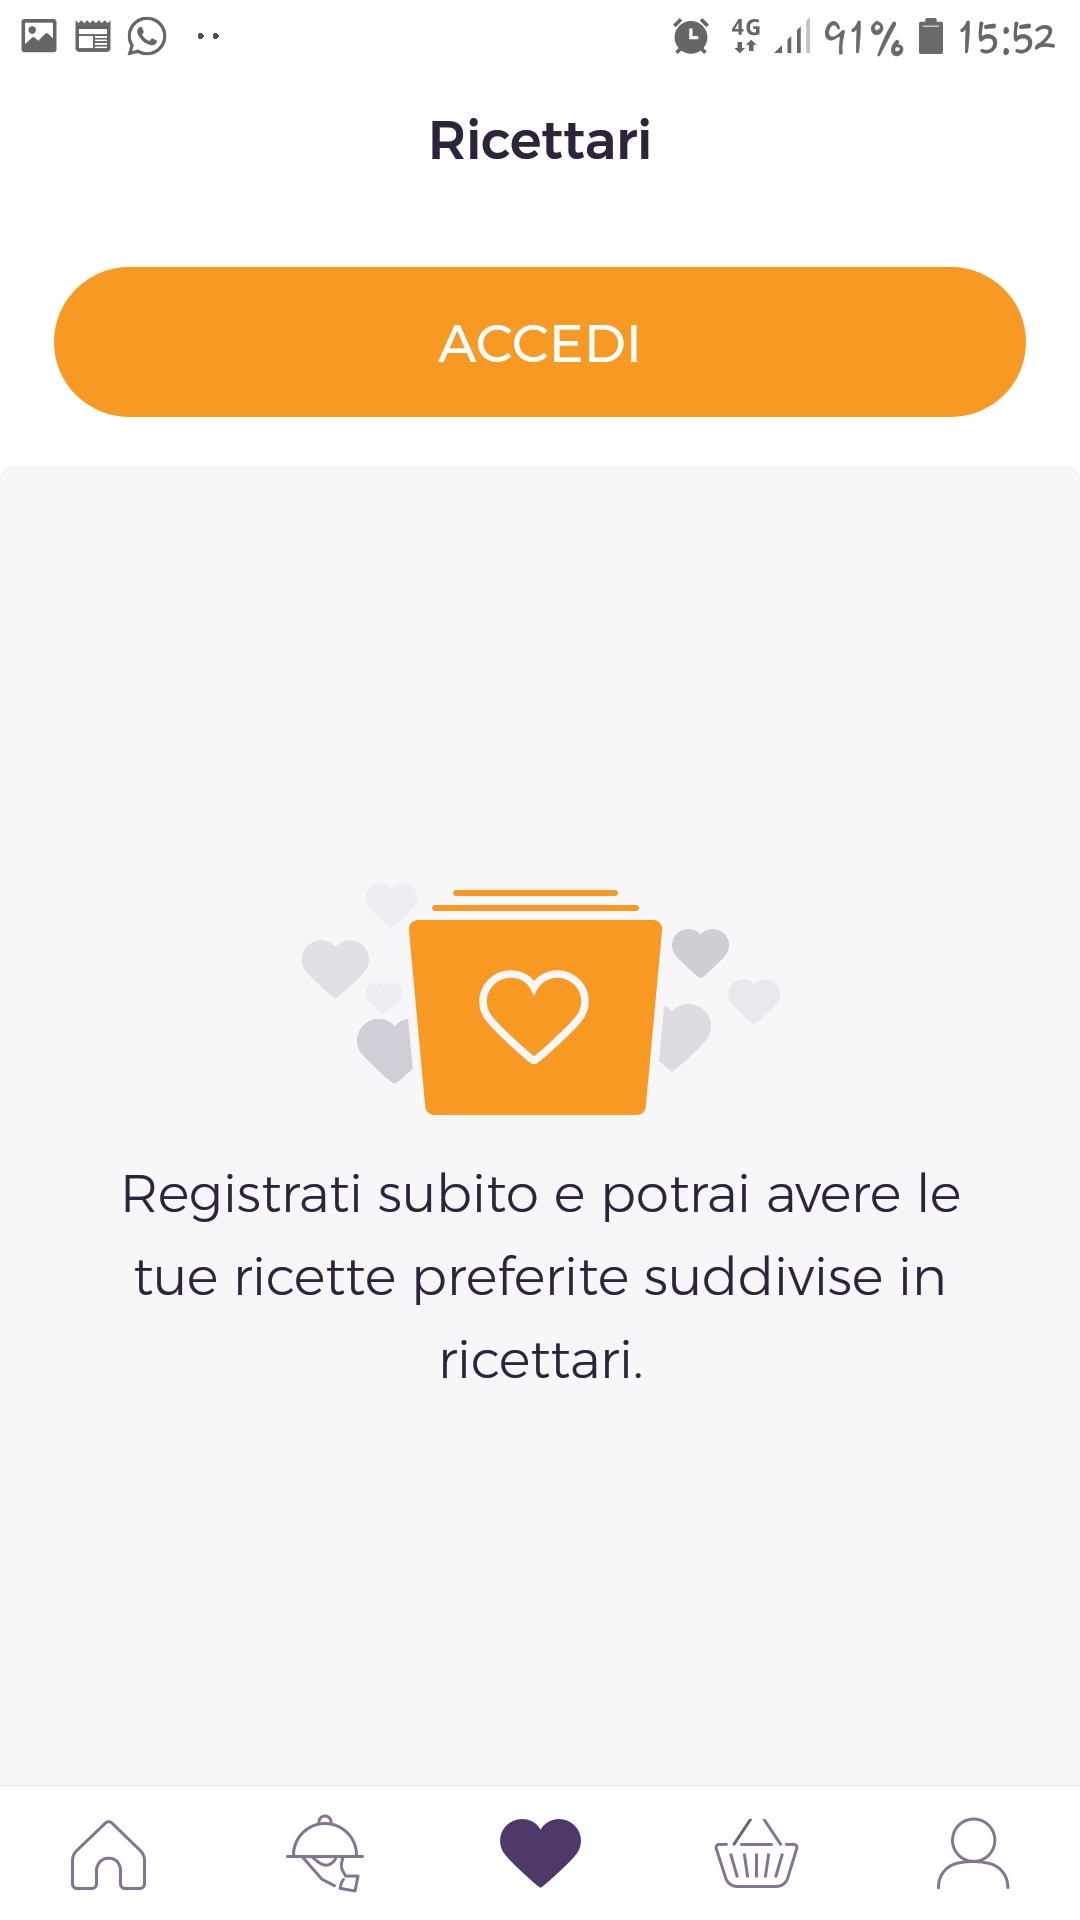 4G 91% 15:52
Ricettari
ACCEDI
Registrati subito e potrai avere le
tue ricette preferite suddivise in
ricettari.